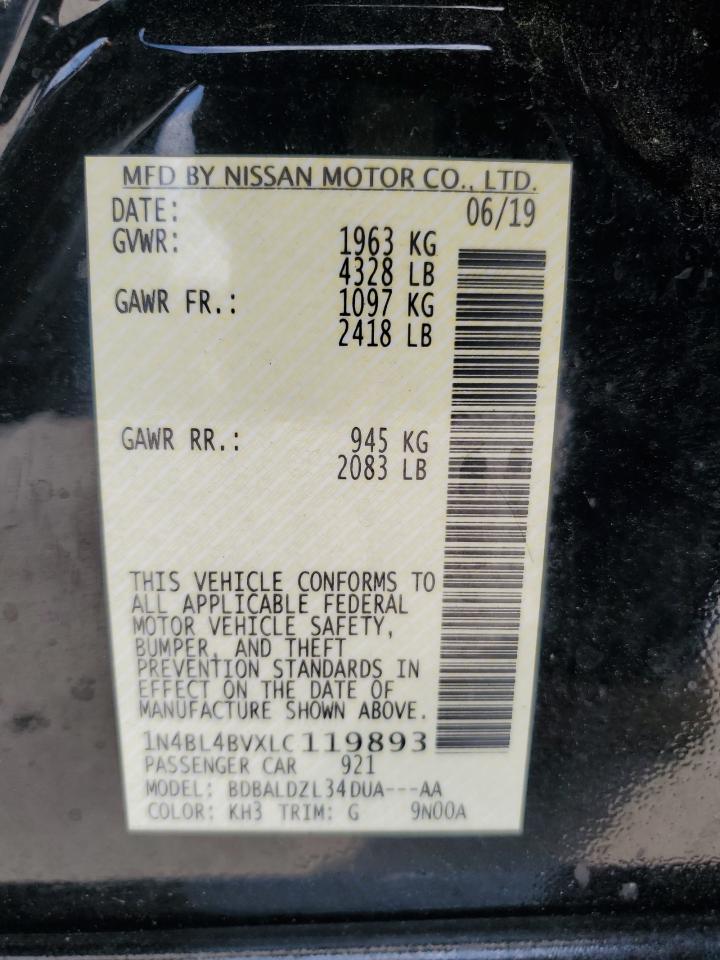 MFD BY NISSAN MOTOR CO., LTD.
DATE: 06/19
GVWR: 1963 KG
4328 LB
GAWR FR.: 1097 KG
2418 LB
GAWR RR.: 945 KG
2083 LB
THIS VEHICLE CONFORMS TO
ALL APPLICABLE FEDERAL
MOTOR VEHICLE SAFETY,
BUMPER, AND THEFT
PREVENTION STANDARDS IN
EFFECT ON THE DATE OF
MANUFACTURE SHOWN ABOVE.
1N4BL4BVXLC119893
PASSENGER CAR 921
MODEL: BDBALDZL34DUA---AA
COLOR: KH3 TRIM: G 9N00A